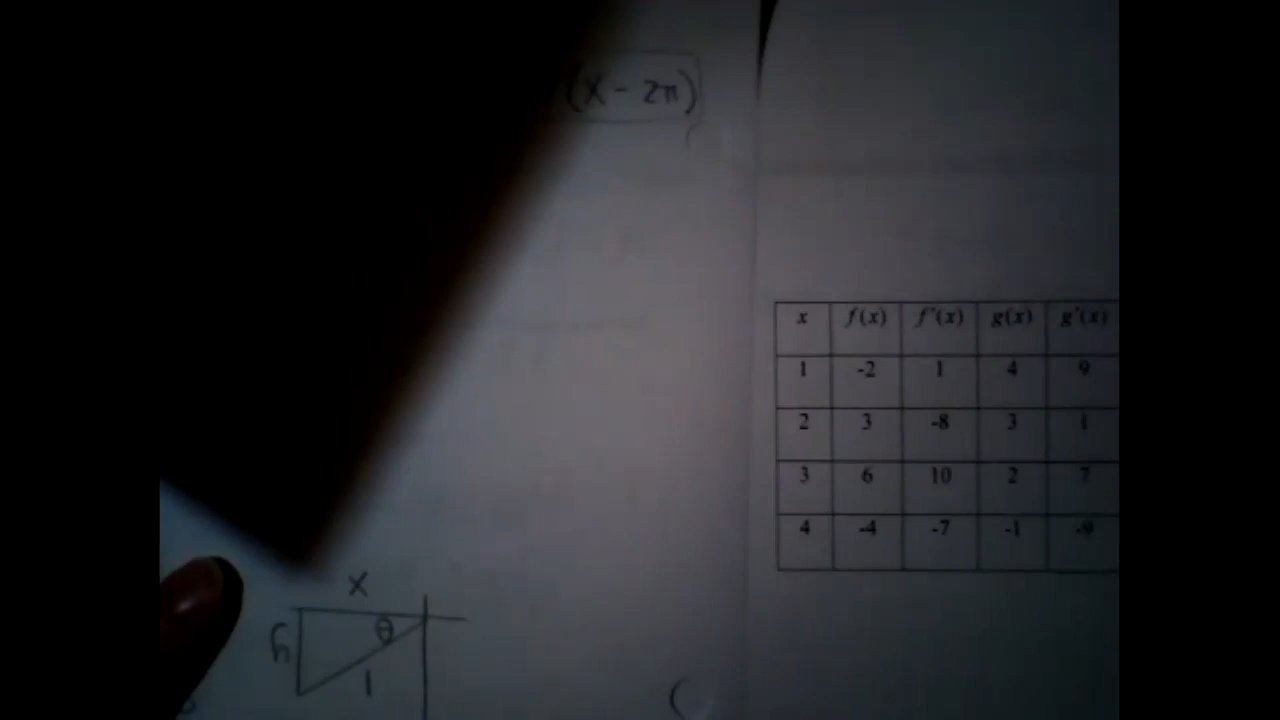 (x - 2π)
x f(x) f'(x) g(x) g'(x)
1 -2 1 4 9
2 3 -8 3 1
3 6 10 2 7
4 -4 -7 -1 -9
x
θ
y
1
(